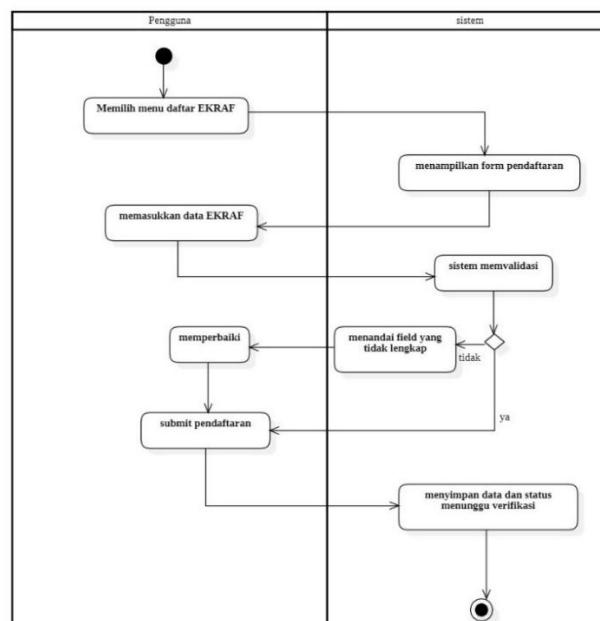 Pengguna
sistem
Memilih menu daftar EKRAF
menampilkan form pendaftaran
memasukkan data EKRAF
sistem memvalidasi
memperbaiki
menandai field yang
tidak lengkap
tidak
submit pendaftaran
ya
menyimpan data dan status
menunggu verifikasi